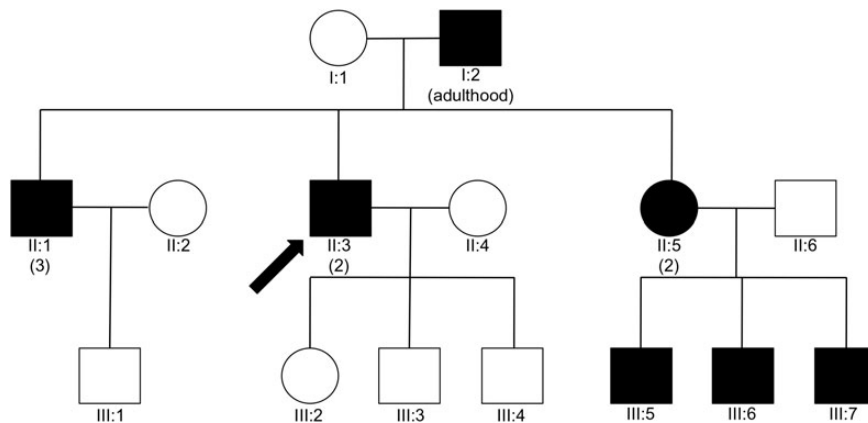 I:1
I:2
(adulthood)
II:1
(3)
II:2
II:3
(2)
II:4
II:5
(2)
II:6
III:1
III:2
III:3
III:4
III:5
III:6
III:7